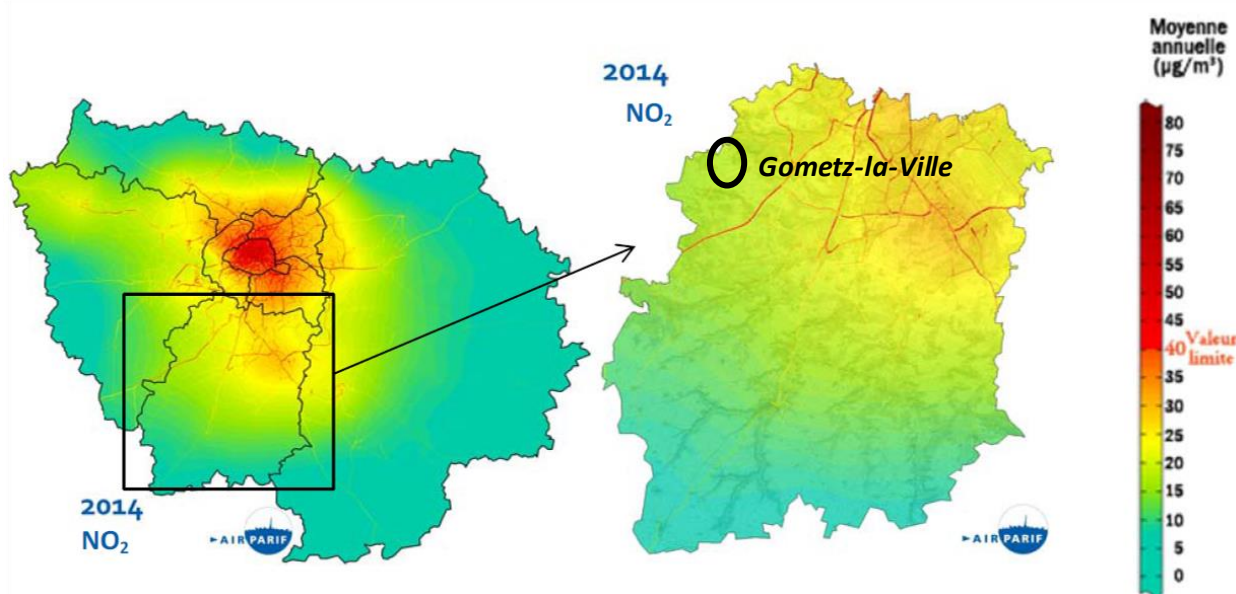 2014
NO₂
AIRPARIF
2014
NO₂
Gometz-la-Ville
AIRPARIF
Moyenne
annuelle
(µg/m³)
80
75
70
65
60
55
50
45
40 Valeur
limite
35
30
25
20
15
10
5
0